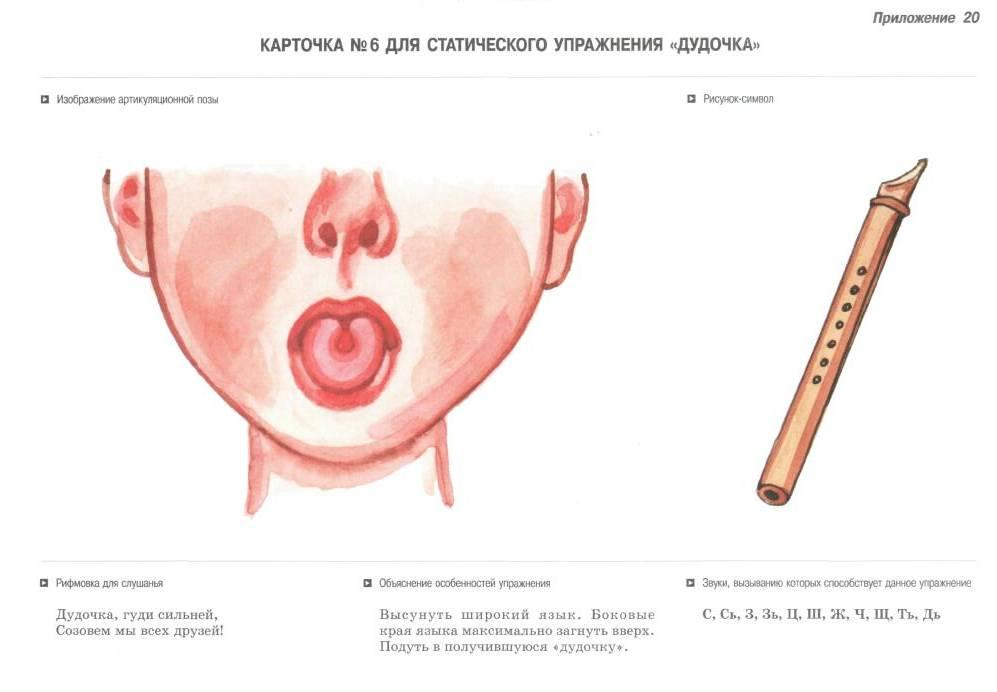 Приложение 20
КАРТОЧКА №6 ДЛЯ СТАТИЧЕСКОГО УПРАЖНЕНИЯ «ДУДОЧКА»
Изображение артикуляционной позы
Рисунок-символ
Рифмовка для слушанья
Дудочка, гуди сильней,
Созовем мы всех друзей!
Объяснение особенностей упражнения
Высунуть широкий язык. Боковые
края языка максимально загнуть вверх.
Подуть в получившуюся «дудочку».
Звуки, вызыванию которых способствует данное упражнение
С, Сь, З, Зь, Ц, Ш, Ж, Ч, Щ, Ть, Дь